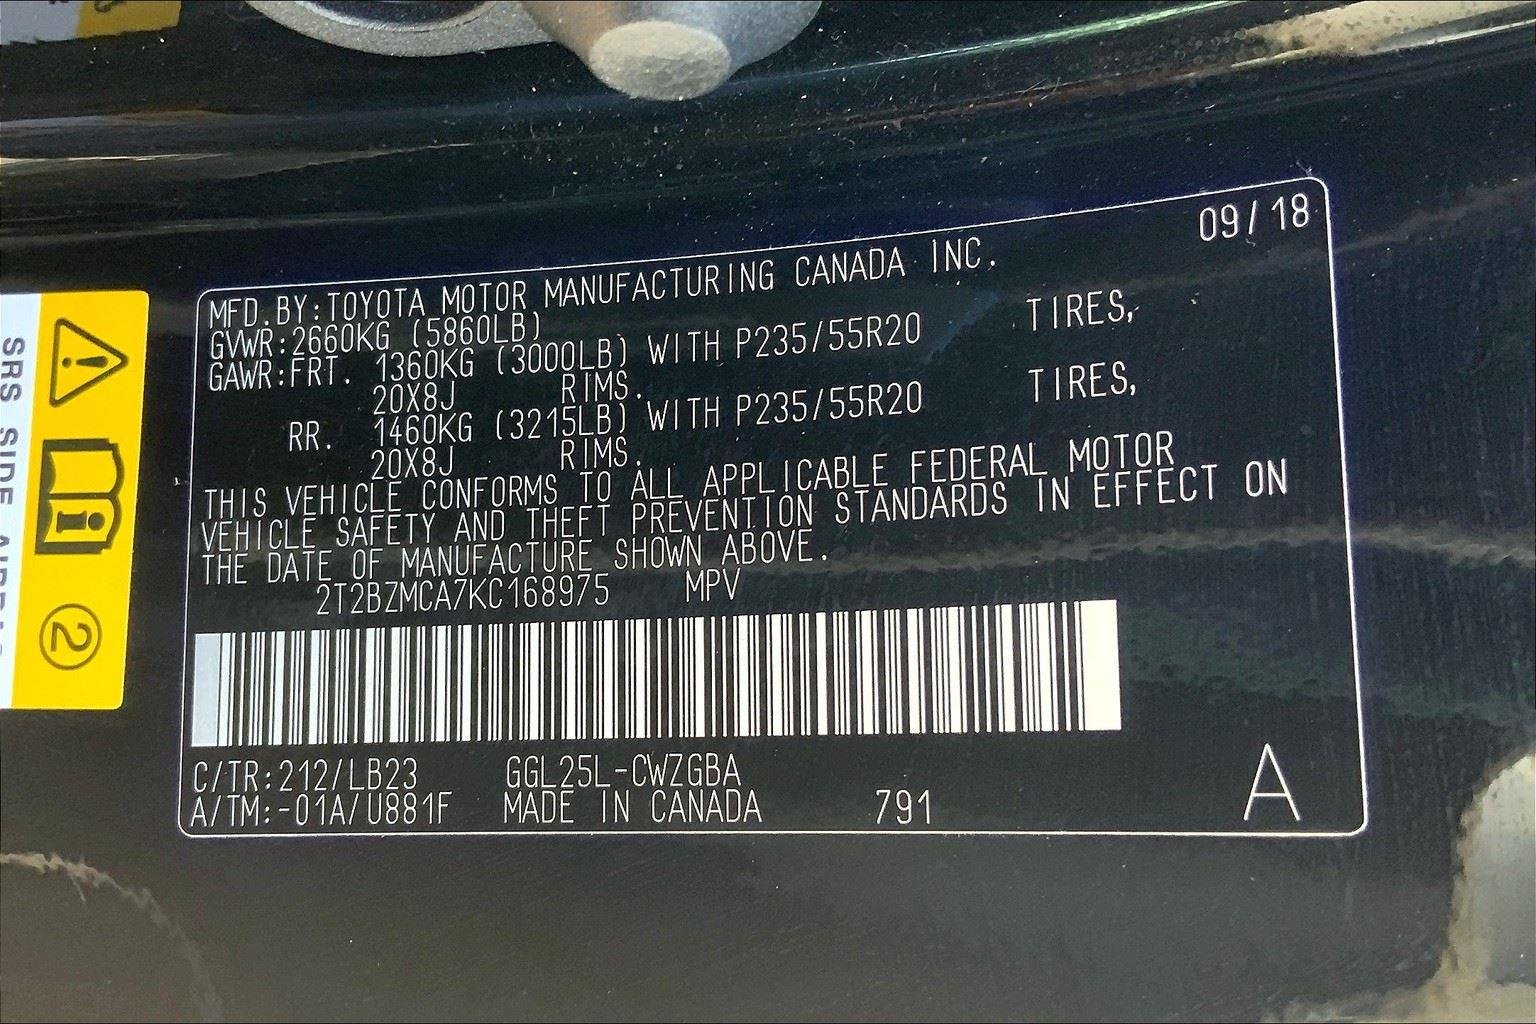 09/18
MFD.BY:TOYOTA MOTOR MANUFACTURING CANADA INC.
GVWR:2660KG (5860LB)
GAWR:FRT. 1360KG (3000LB) WITH P235/55R20 TIRES,
20X8J RIMS.
RR. 1460KG (3215LB) WITH P235/55R20 TIRES,
20X8J RIMS.
THIS VEHICLE CONFORMS TO ALL APPLICABLE FEDERAL MOTOR
VEHICLE SAFETY AND THEFT PREVENTION STANDARDS IN EFFECT ON
THE DATE OF MANUFACTURE SHOWN ABOVE.
2T2BZMCA7KC168975 MPV
C/TR:212/LB23 GGL25L-CWZGBA
A/TM:-01A/U881F MADE IN CANADA 791 A
SRS SIDE
2